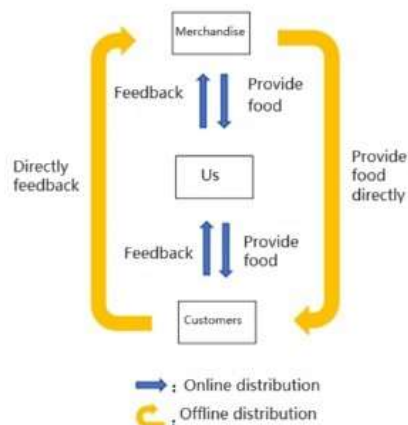 Merchandise
Feedback
Provide
food
Directly
feedback
Us
Provide
food
directly
Feedback
Provide
food
Customers
: Online distribution
: Offline distribution